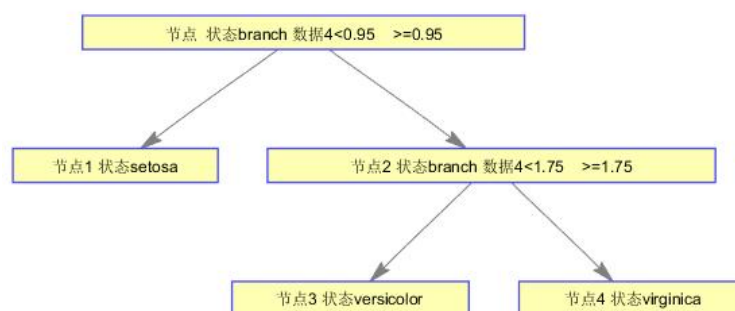 节点 状态branch 数据4<0.95 >=0.95
节点1 状态setosa
节点2 状态branch 数据4<1.75 >=1.75
节点3 状态versicolor
节点4 状态virginica